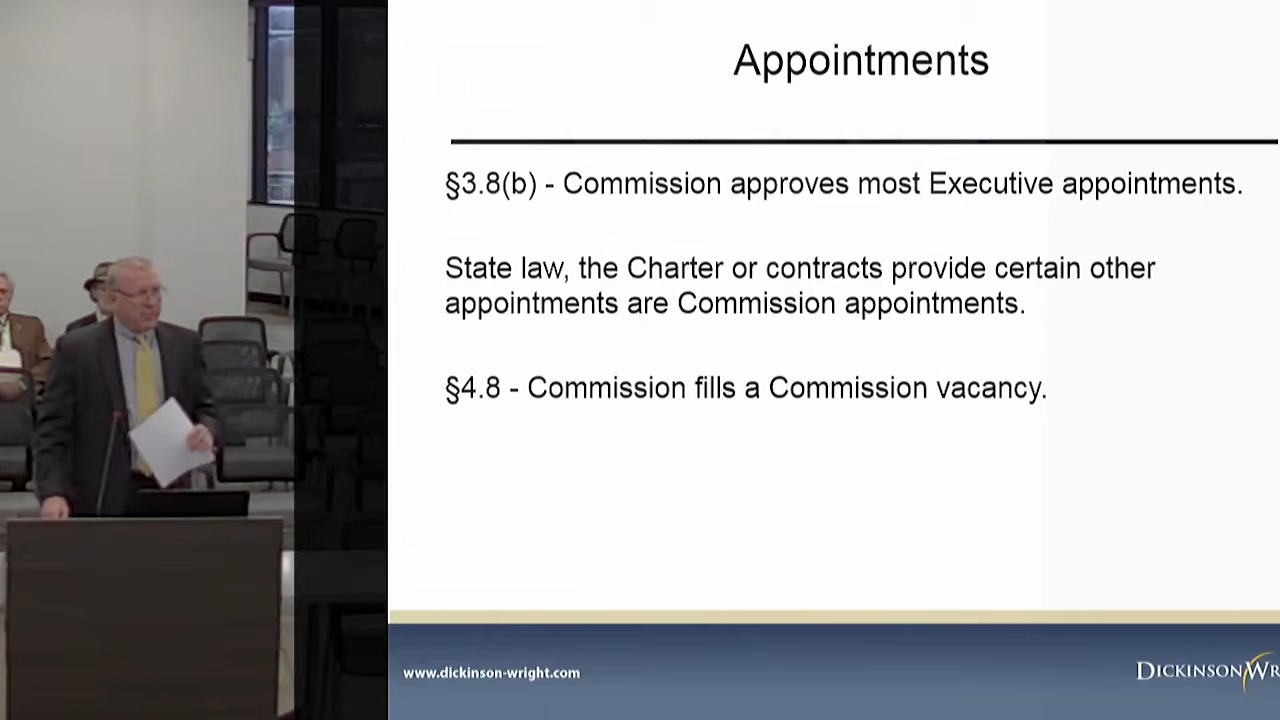 Appointments
§3.8(b) - Commission approves most Executive appointments.
State law, the Charter or contracts provide certain other
appointments are Commission appointments.
§4.8 - Commission fills a Commission vacancy.
www.dickinson-wright.com
DICKINSON